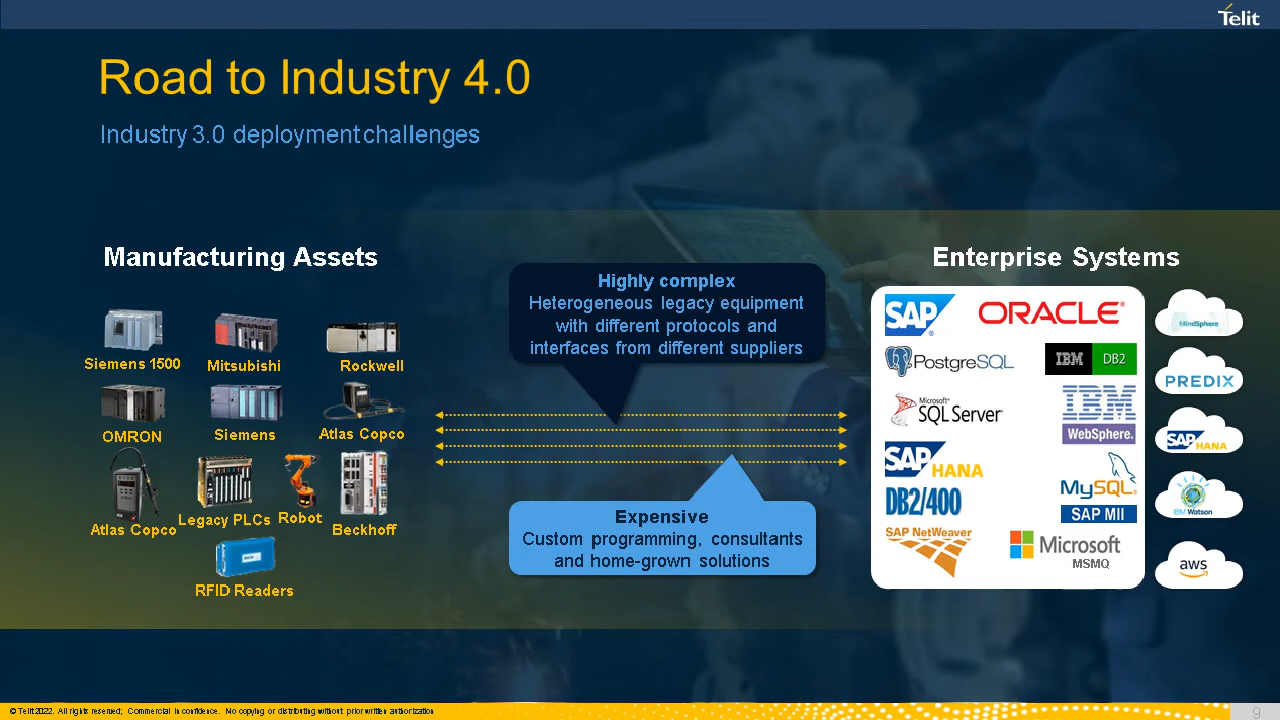 Telit
Road to Industry 4.0
Industry 3.0 deployment challenges
Manufacturing Assets
Siemens 1500
Mitsubishi
Rockwell
OMRON
Siemens
Atlas Copco
Atlas Copco
Legacy PLCs
Robot
Beckhoff
RFID Readers
Highly complex
Heterogeneous legacy equipment
with different protocols and
interfaces from different suppliers
Expensive
Custom programming, consultants
and home-grown solutions
Enterprise Systems
SAP
ORACLE
PostgreSQL
IBM DB2
Microsoft
SQL Server
IBM
WebSphere.
SAP HANA
MySQL
DB2/400
SAP MII
SAP NetWeaver
Microsoft
MSMQ
MindSphere
PREDIX
SAP HANA
IBM Watson
aws
© Telit 2022. All rights reserved; Commercial in confidence. No copying or distributing without prior written authorization
9